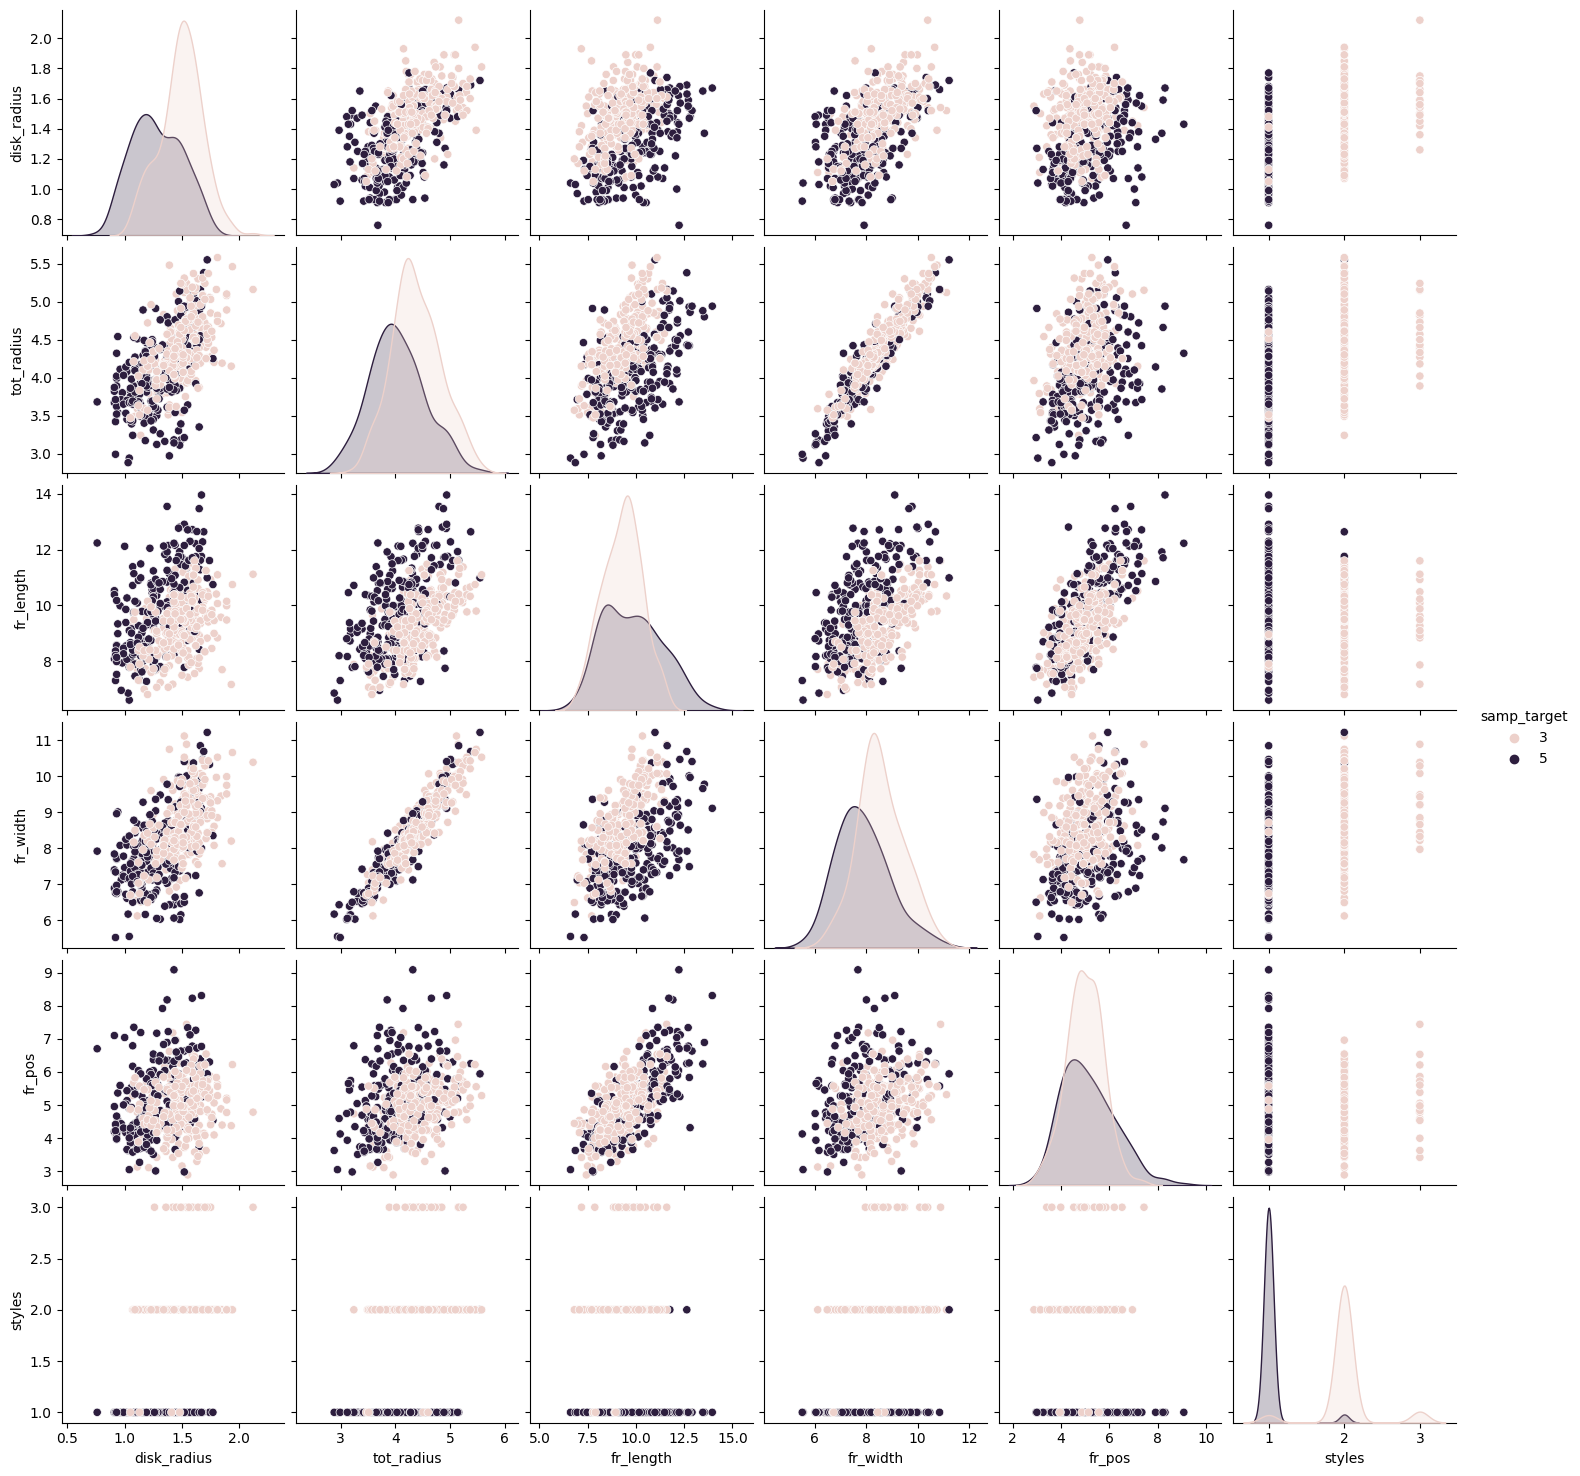 2.0
1.8
1.6
1.4
1.2
1.0
0.8
disk_radius
5.5
5.0
4.5
4.0
3.5
3.0
tot_radius
14
12
10
8
fr_length
11
10
9
8
7
6
fr_width
samp_target
3
5
9
8
7
6
5
4
3
fr_pos
3.0
2.5
2.0
1.5
1.0
styles
0.5 1.0 1.5 2.0
3 4 5 6
5.0 7.5 10.0 12.5 15.0
6 8 10 12
2 4 6 8 10
1 2 3
disk_radius
tot_radius
fr_length
fr_width
fr_pos
styles